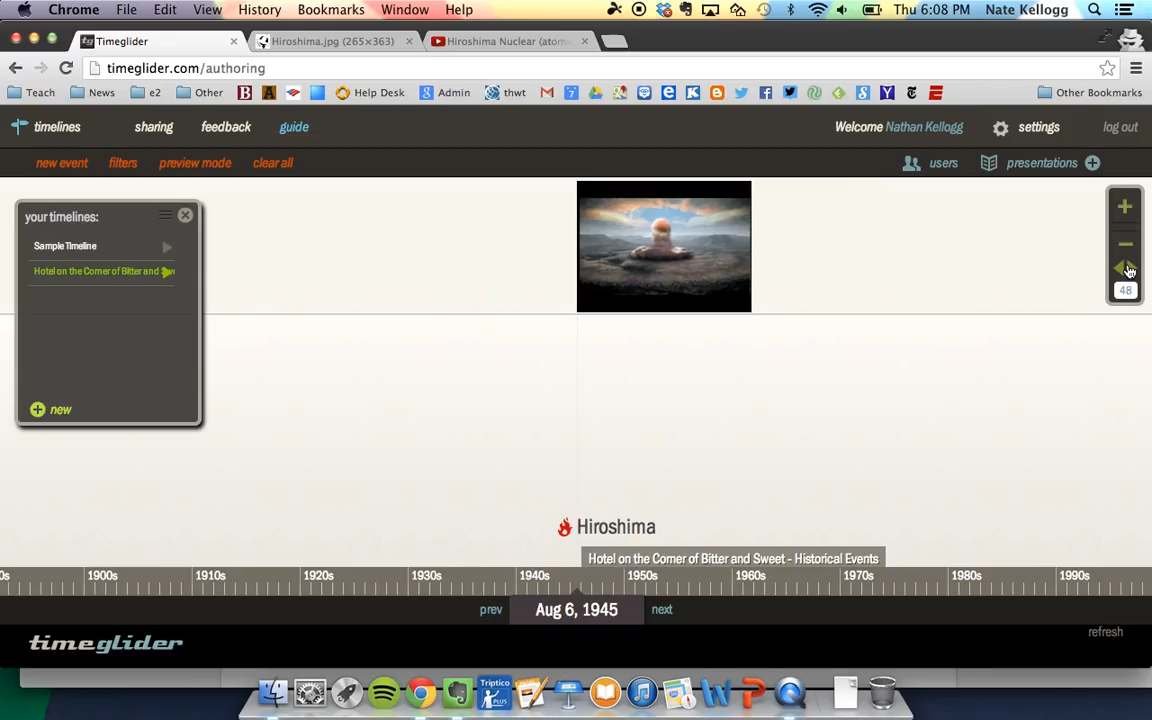 Chrome File Edit View History Bookmarks Window Help Thu 6:08 PM Nate Kellogg
Timeglider Hiroshima.jpg (265×363) Hiroshima Nuclear (atomi
timeglider.com/authoring
Teach News e2 Other Help Desk Admin thwt Other Bookmarks
timelines sharing feedback guide Welcome Nathan Kellogg settings log out
new event filters preview mode clear all users presentations
your timelines:
Sample Timeline
Hotel on the Corner of Bitter and
48
new
Hiroshima
Hotel on the Corner of Bitter and Sweet - Historical Events
0s 1900s 1910s 1920s 1930s 1940s 1950s 1960s 1970s 1980s 1990s
prev Aug 6, 1945 next
refresh
timeglider
Triptico
PLUS